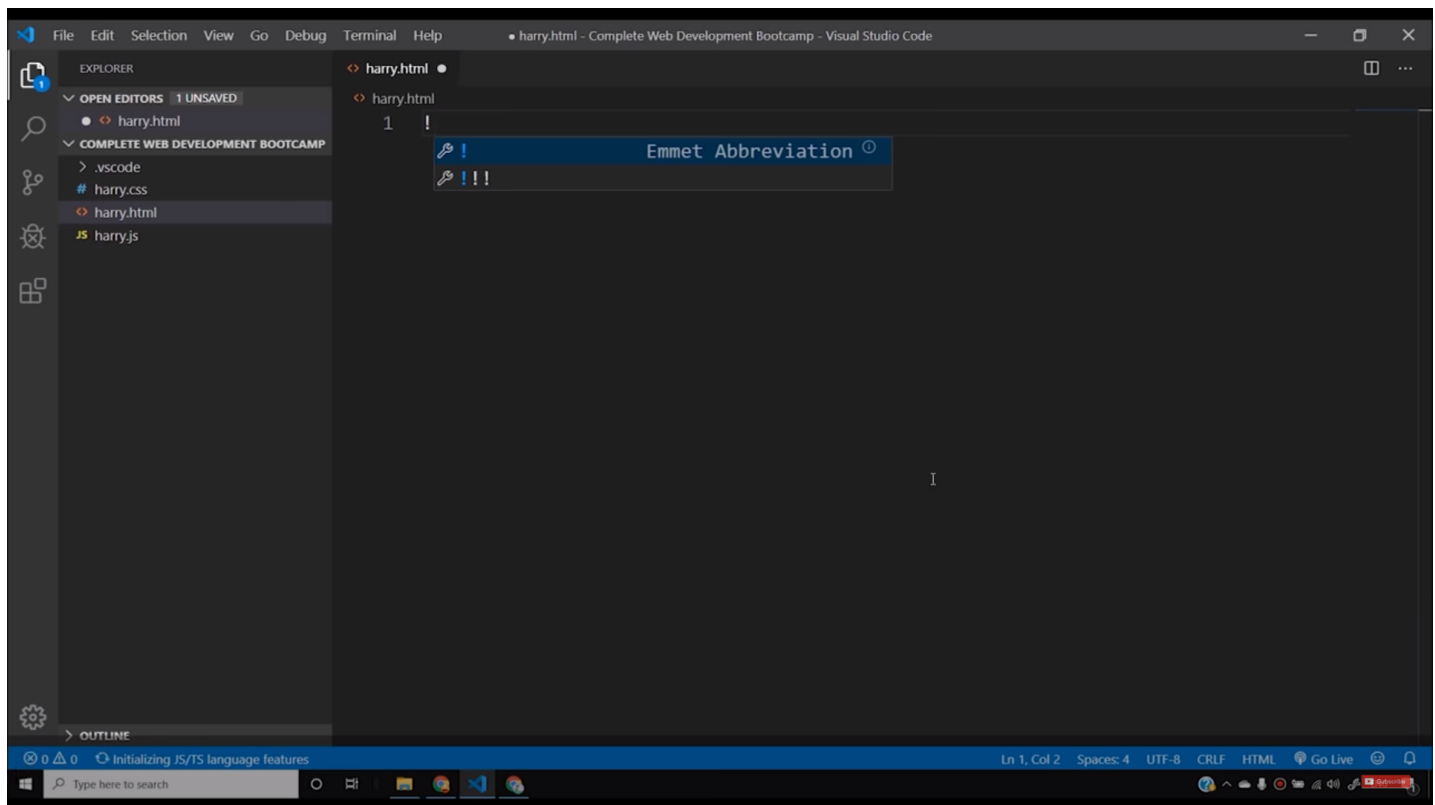 File Edit Selection View Go Debug Terminal Help ● harry.html - Complete Web Development Bootcamp - Visual Studio Code
EXPLORER
OPEN EDITORS 1 UNSAVED
harry.html
COMPLETE WEB DEVELOPMENT BOOTCAMP
.vscode
# harry.css
harry.html
JS harry.js
OUTLINE
harry.html
harry.html
1 !
! Emmet Abbreviation
!!!
1
0 0 Initializing JS/TS language features Ln 1, Col 2 Spaces: 4 UTF-8 CRLF HTML Go Live
Type here to search
Subscribe